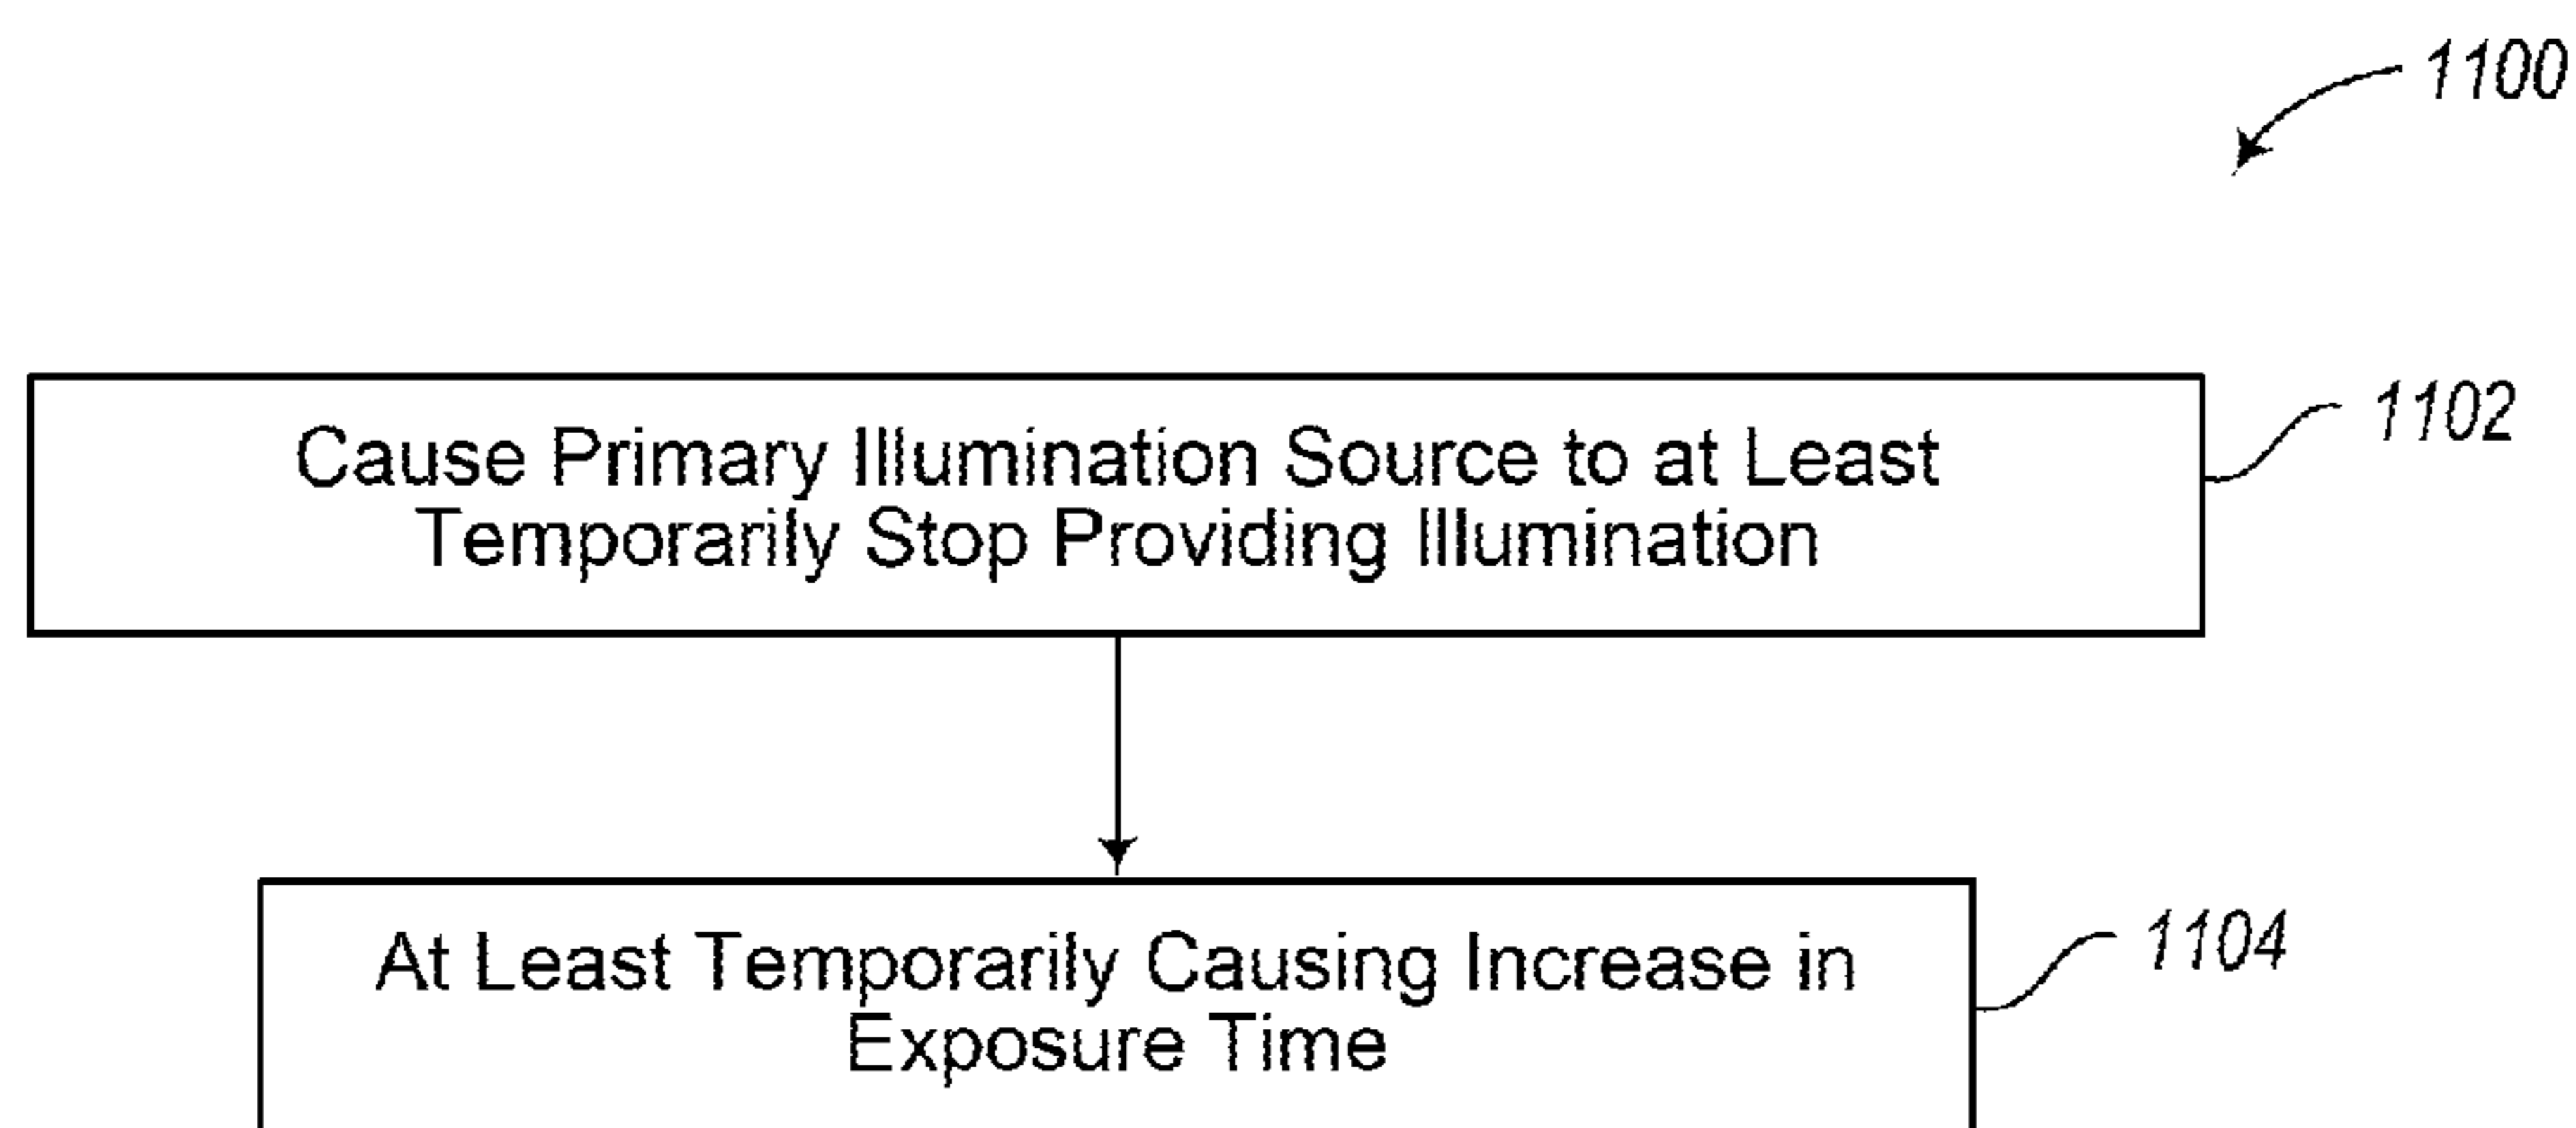 1100
Cause Primary Illumination Source to at Least
Temporarily Stop Providing Illumination
1102
At Least Temporarily Causing Increase in
Exposure Time
1104